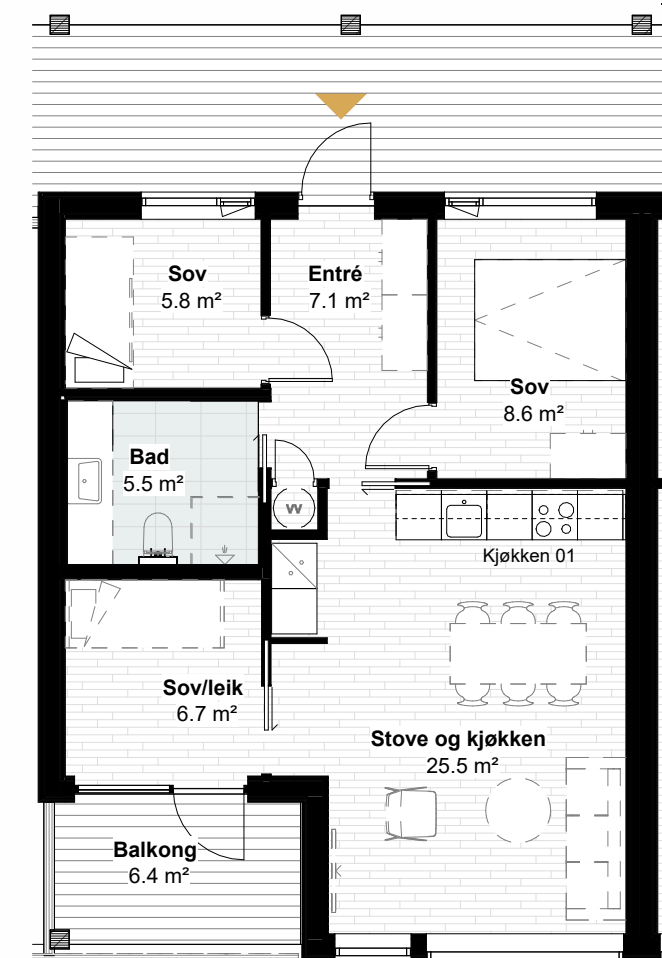 Sov
5.8 m²
Entré
7.1 m²
Sov
8.6 m²
Bad
5.5 m²
VV
Kjøkken 01
Sov/leik
6.7 m²
Stove og kjøkken
25.5 m²
Balkong
6.4 m²